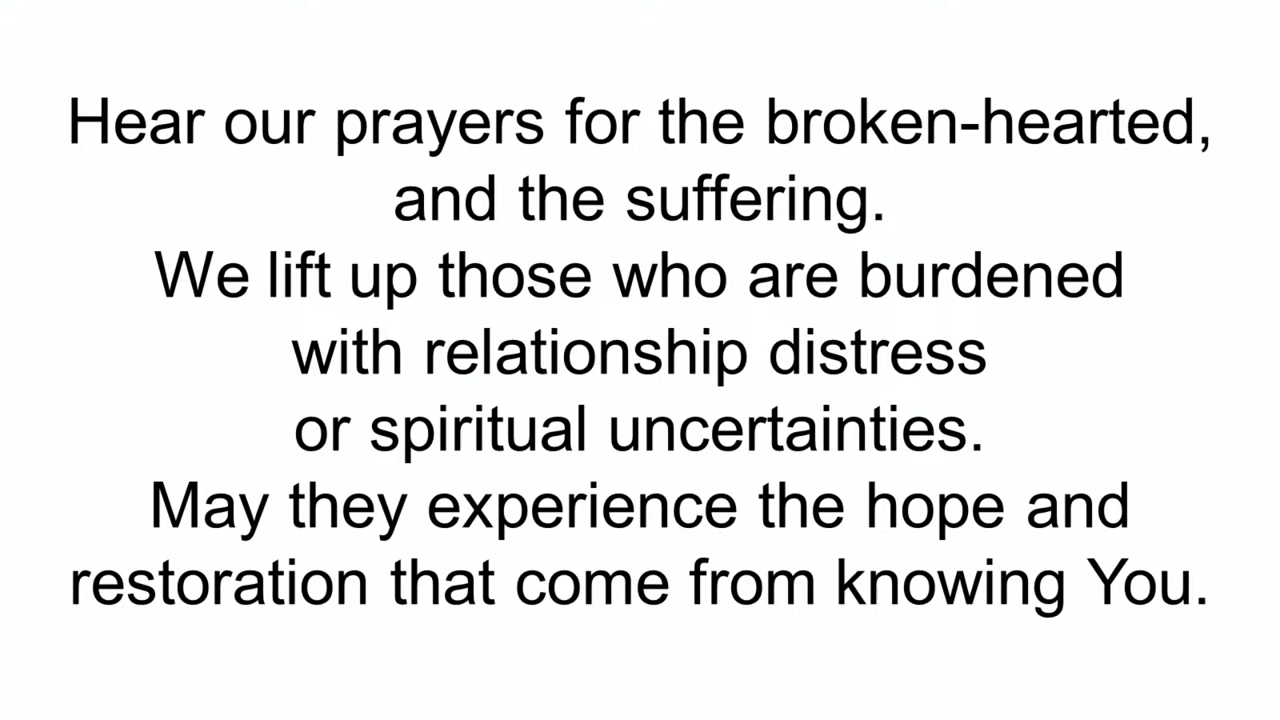 Hear our prayers for the broken-hearted,
and the suffering.
We lift up those who are burdened
with relationship distress
or spiritual uncertainties.
May they experience the hope and
restoration that come from knowing You.